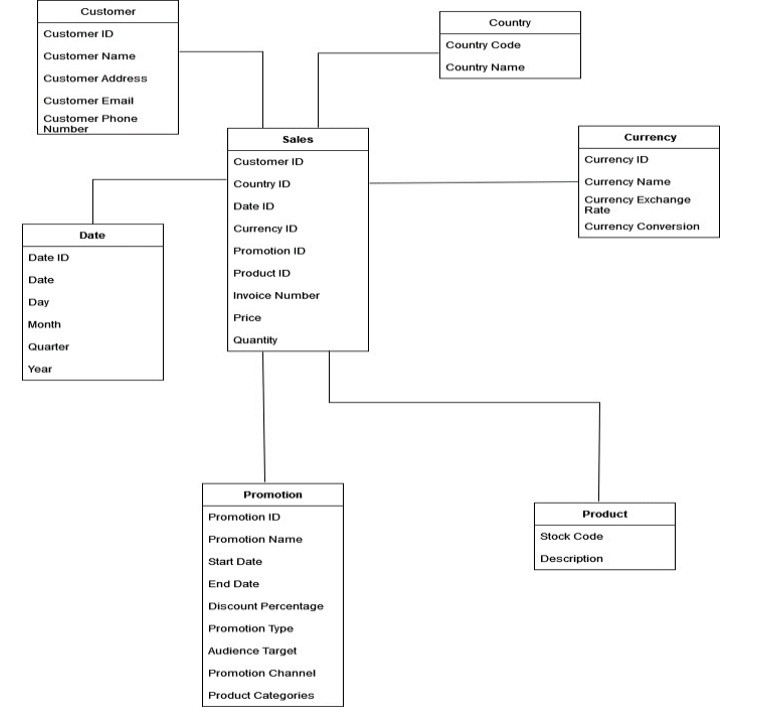 Customer
Customer ID
Customer Name
Customer Address
Customer Email
Customer Phone
Number
Country
Country Code
Country Name
Sales
Customer ID
Country ID
Date ID
Currency ID
Promotion ID
Product ID
Invoice Number
Price
Quantity
Currency
Currency ID
Currency Name
Currency Exchange
Rate
Currency Conversion
Date
Date ID
Date
Day
Month
Quarter
Year
Promotion
Promotion ID
Promotion Name
Start Date
End Date
Discount Percentage
Promotion Type
Audience Target
Promotion Channel
Product Categories
Product
Stock Code
Description